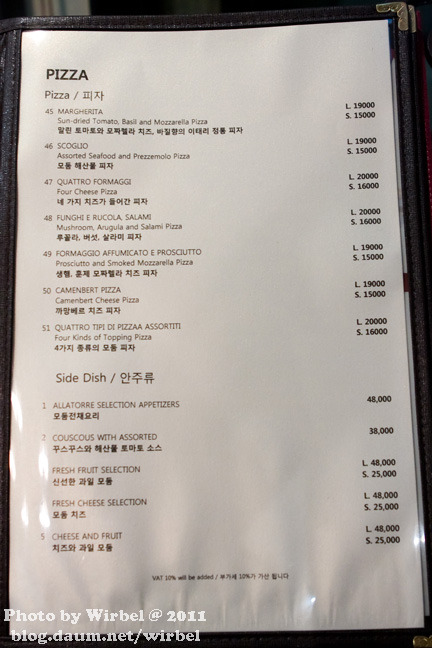 PIZZA
Pizza / 피자
45 MARGHERITA L. 19000
Sun-dried Tomato, Basil and Mozzarella Pizza S. 15000
말린 토마토와 모짜렐라 치즈, 바질향의 이태리 정통 피자
46 SCOGLIO L. 19000
Assorted Seafood and Prezzemolo Pizza S. 15000
모둠 해산물 피자
47 QUATTRO FORMAGGI L. 20000
Four Cheese Pizza S. 16000
네 가지 치즈가 들어간 피자
48 FUNGHI E RUCOLA, SALAMI L. 20000
Mushroom, Arugula and Salami Pizza S. 16000
루꼴라, 버섯, 살라미 피자
49 FORMAGGIO AFFUMICATO E PROSCIUTTO L. 19000
Prosciutto and Smoked Mozzarella Pizza S. 15000
생햄, 훈제 모짜렐라 치즈 피자
50 CAMENBERT PIZZA L. 19000
Camenbert Cheese Pizza S. 15000
까망베르 치즈 피자
51 QUATTRO TIPI DI PIZZAA ASSORTITI L. 20000
Four Kinds of Topping Pizza S. 16000
4가지 종류의 모둠 피자
Side Dish / 안주류
1 ALLATORRE SELECTION APPETIZERS 48,000
모둠전채요리
2 COUSCOUS WITH ASSORTED 38,000
꾸스꾸스와 해산물 토마토 소스
FRESH FRUIT SELECTION L. 48,000
신선한 과일 모둠 S. 25,000
FRESH CHEESE SELECTION L. 48,000
모둠 치즈 S. 25,000
5 CHEESE AND FRUIT L. 48,000
치즈와 과일 모둠 S. 25,000
VAT 10% will be added / 부가세 10%가 가산 됩니다
Photo by Wirbel @ 2011
blog.daum.net/wirbel